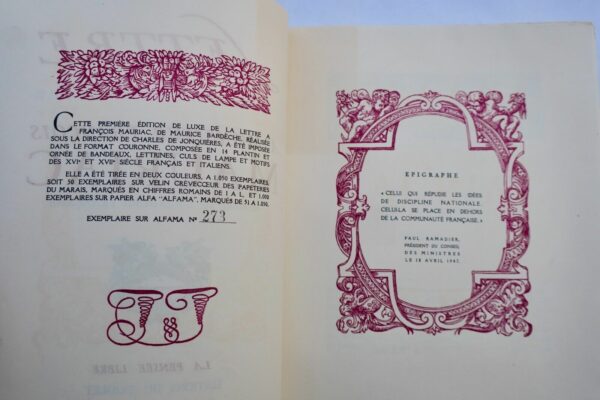 CETTE PREMIÈRE ÉDITION DE LUXE DE LA LETTRE A
FRANÇOIS MAURIAC, DE MAURICE BARDÈCHE, RÉALISÉE
SOUS LA DIRECTION DE CHARLES DE JONQUIÈRES, A ÉTÉ IMPOSÉE
DANS LE FORMAT COURONNE, COMPOSÉE EN 14 PLANTIN ET
ORNÉE DE BANDEAUX, LETTRINES, CULS DE LAMPE ET MOTIFS
DES XVIe ET XVIIe SIÈCLE FRANÇAIS ET ITALIENS.
ELLE A ÉTÉ TIRÉE EN DEUX COULEURS, A 1.050 EXEMPLAIRES,
SOIT 50 EXEMPLAIRES SUR VELIN CREVECŒUR DES PAPETERIES
DU MARAIS, MARQUÉS EN CHIFFRES ROMAINS DE I A L, ET 1.000
EXEMPLAIRES SUR PAPIER ALFA "ALFAMA", MARQUÉS DE 51 A 1.050.
EXEMPLAIRE SUR ALFAMA No 273
LA PENSÉE LIBRE
EPIGRAPHE
« CELUI QUI RÉPUDIE LES IDÉES
DE DISCIPLINE NATIONALE,
CELUI-LA SE PLACE EN DEHORS
DE LA COMMUNAUTÉ FRANÇAISE. »
PAUL RAMADIER,
PRÉSIDENT DU CONSEIL
DES MINISTRES
LE 18 AVRIL 1947.